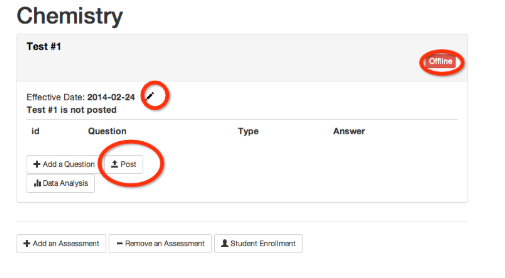 Chemistry
Test #1
Offline
Effective Date: 2014-02-24
Test #1 is not posted
id Question Type Answer
Add a Question Post
Data Analysis
Add an Assessment Remove an Assessment Student Enrollment